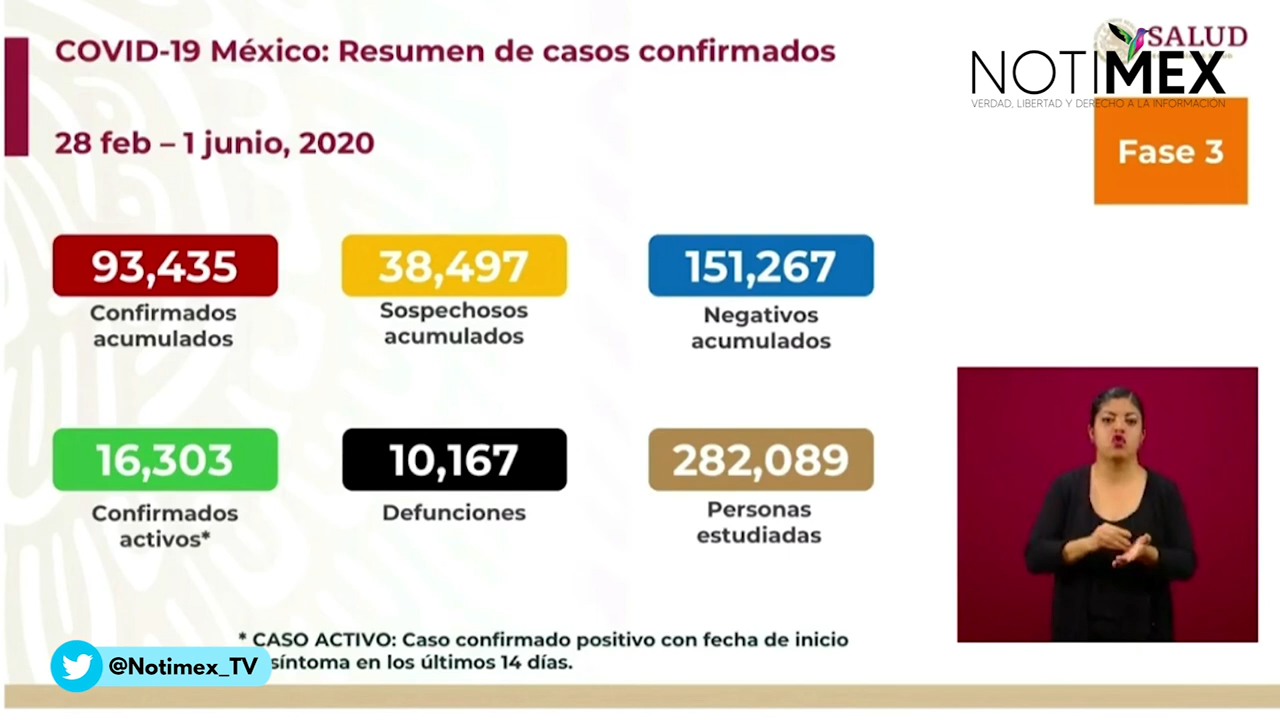 COVID-19 México: Resumen de casos confirmados
SALUD
NOTIMEX
VERDAD, LIBERTAD Y DERECHO A LA INFORMACIÓN
28 feb – 1 junio, 2020
Fase 3
93,435
Confirmados
acumulados
38,497
Sospechosos
acumulados
151,267
Negativos
acumulados
16,303
Confirmados
activos*
10,167
Defunciones
282,089
Personas
estudiadas
* CASO ACTIVO: Caso confirmado positivo con fecha de inicio
síntoma en los últimos 14 días.
@Notimex_TV